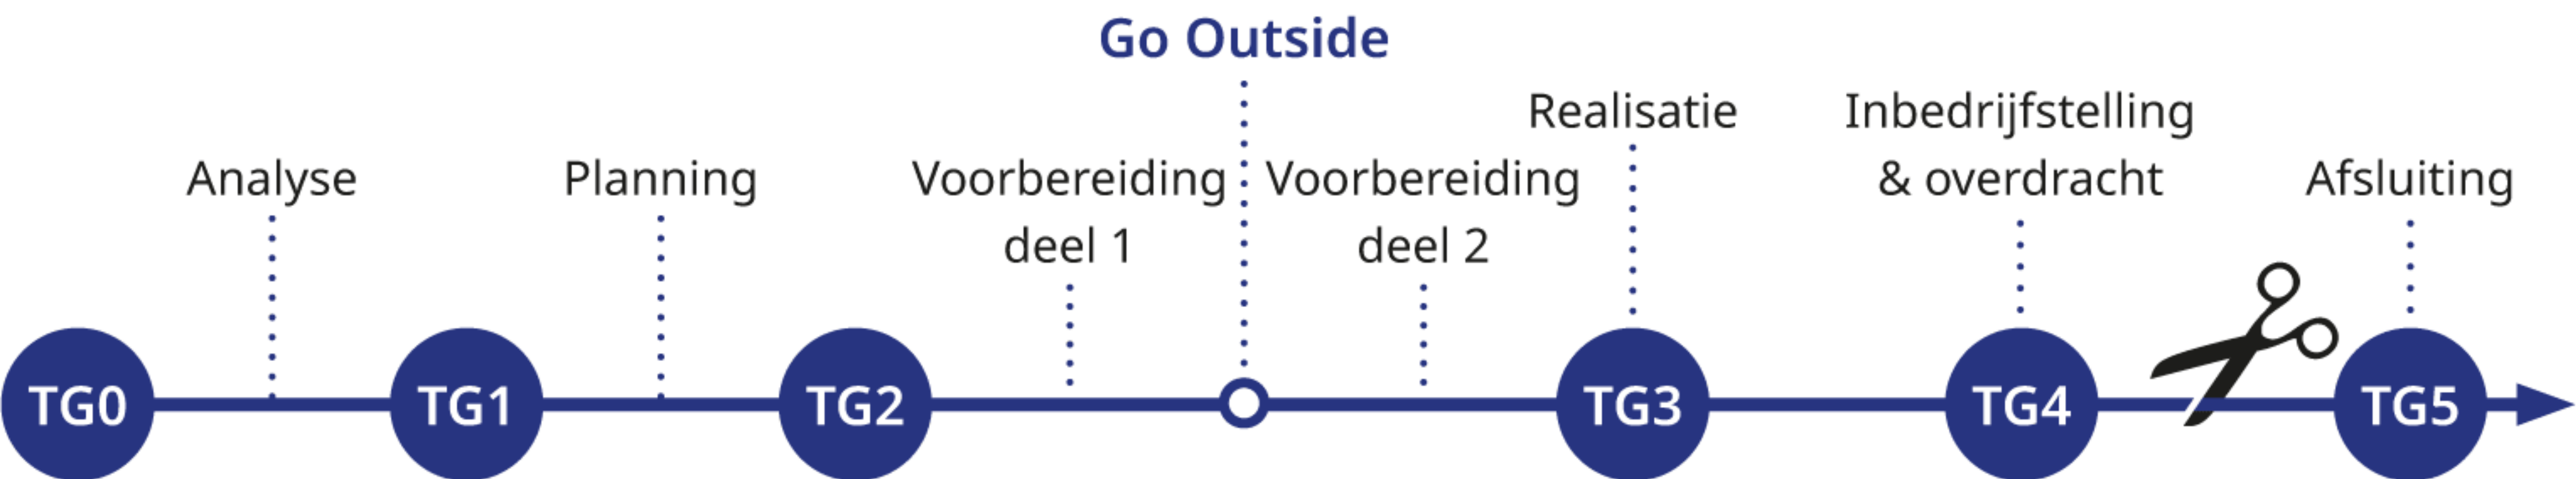 Go Outside
Realisatie
Inbedrijfstelling
& overdracht
Analyse
Planning
Voorbereiding
deel 1
Voorbereiding
deel 2
Afsluiting
TG0
TG1
TG2
TG3
TG4
TG5